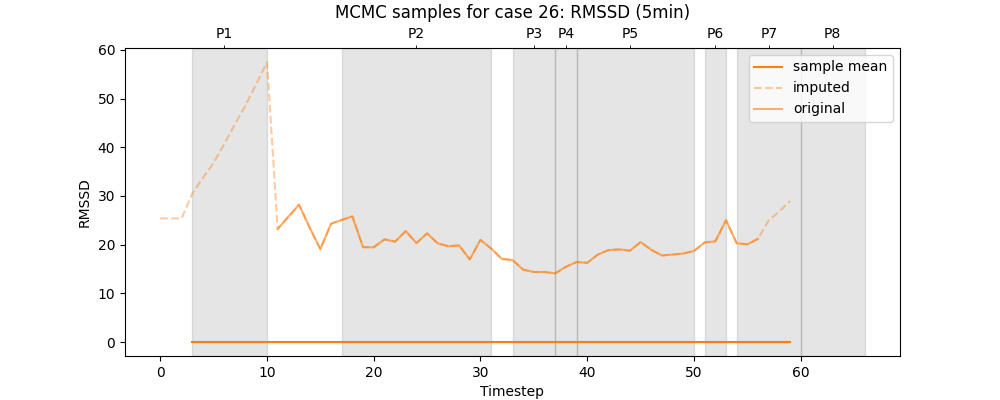 MCMC samples for case 26: RMSSD (5min)
P1 P2 P3 P4 P5 P6 P7 P8
60
50
40
30
20
10
0
RMSSD
sample mean
imputed
original
0 10 20 30 40 50 60
Timestep